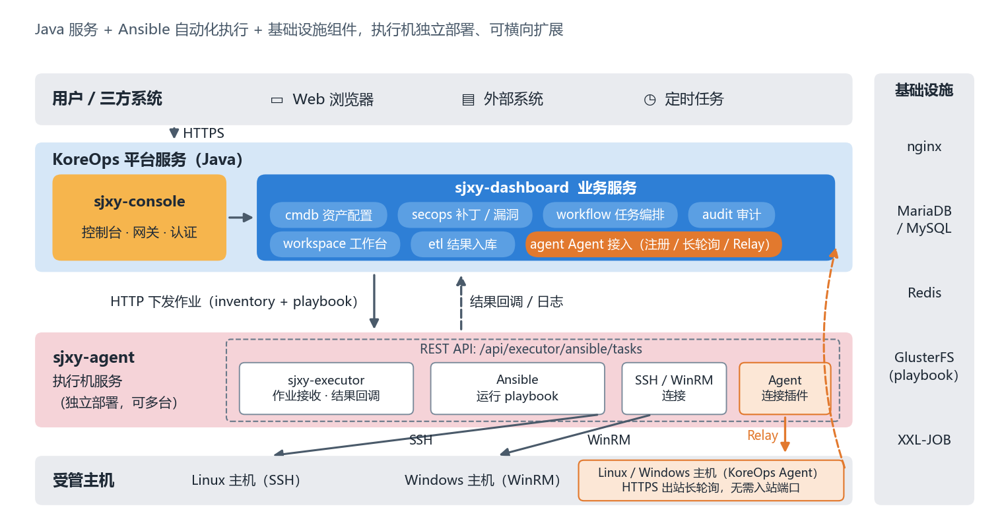 Java 服务 + Ansible 自动化执行 + 基础设施组件，执行机独立部署、可横向扩展
用户 / 三方系统
Web 浏览器
外部系统
定时任务
HTTPS
KoreOps 平台服务（Java）
sjxy-console
控制台 · 网关 · 认证
sjxy-dashboard 业务服务
cmdb 资产配置
secops 补丁 / 漏洞
workflow 任务编排
audit 审计
workspace 工作台
etl 结果入库
agent Agent 接入（注册 / 长轮询 / Relay）
HTTP 下发作业（inventory + playbook）
结果回调 / 日志
sjxy-agent
执行机服务
（独立部署，可多台）
REST API: /api/executor/ansible/tasks
sjxy-executor
作业接收 · 结果回调
Ansible
运行 playbook
SSH / WinRM
连接
Agent
连接插件
SSH
WinRM
Relay
受管主机
Linux 主机（SSH）
Windows 主机（WinRM）
Linux / Windows 主机（KoreOps Agent）
HTTPS 出站长轮询，无需入站端口
基础设施
nginx
MariaDB
/ MySQL
Redis
GlusterFS
（playbook）
XXL-JOB